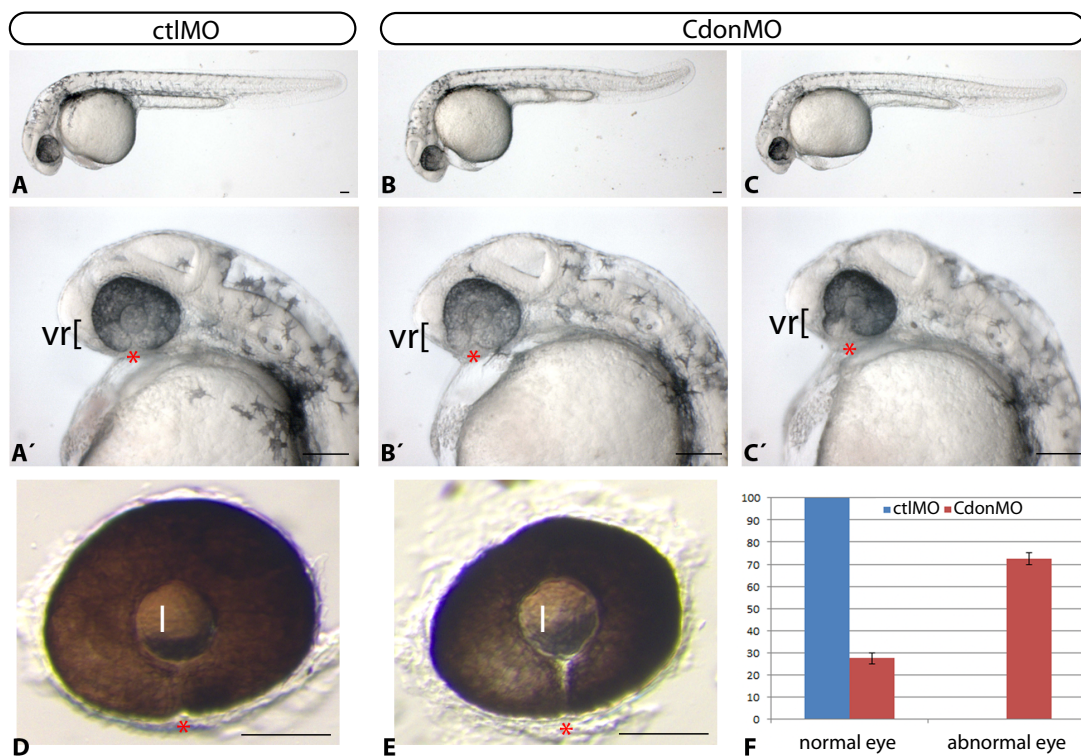 ctlMO
CdonMO
A
B
C
vr[
*
vr[
*
vr[
*
A´
B´
C´
l
*
D
l
*
E
100
90
80
70
60
50
40
30
20
10
0
ctlMO CdonMO
normal eye abnormal eye
F